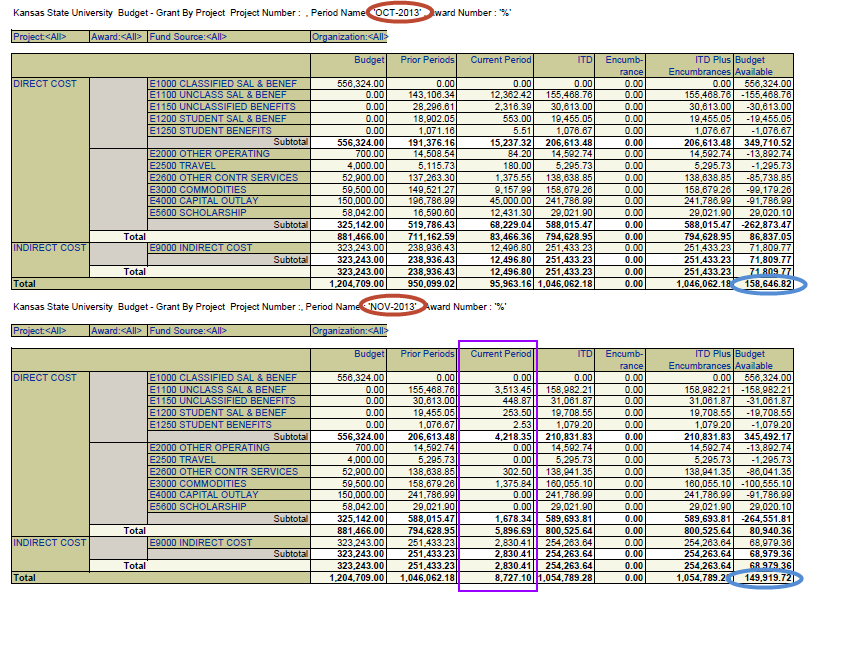 Kansas State University Budget - Grant By Project Project Number : , Period Name : 'OCT-2013' Award Number : '%'
Project:<All> Award:<All> Fund Source:<All> Organization:<All>
Budget Prior Periods Current Period ITD Encumb- ITD Plus Budget
rance Encumbrances Available
DIRECT COST E1000 CLASSIFIED SAL & BENEF 556,324.00 0.00 0.00 0.00 0.00 0.00 556,324.00
E1100 UNCLASS SAL & BENEF 0.00 143,106.34 12,362.42 155,468.76 0.00 155,468.76 -155,468.76
E1150 UNCLASSIFIED BENEFITS 0.00 28,296.61 2,316.39 30,613.00 0.00 30,613.00 -30,613.00
E1200 STUDENT SAL & BENEF 0.00 18,902.05 553.00 19,455.05 0.00 19,455.05 -19,455.05
E1250 STUDENT BENEFITS 0.00 1,071.16 5.51 1,076.67 0.00 1,076.67 -1,076.67
Subtotal 556,324.00 191,376.16 15,237.32 206,613.48 0.00 206,613.48 349,710.52
E2000 OTHER OPERATING 700.00 14,508.54 84.20 14,592.74 0.00 14,592.74 -13,892.74
E2500 TRAVEL 4,000.00 5,115.73 180.00 5,295.73 0.00 5,295.73 -1,295.73
E2600 OTHER CONTR SERVICES 52,900.00 137,263.30 1,375.55 138,638.85 0.00 138,638.85 -85,738.85
E3000 COMMODITIES 59,500.00 149,521.27 9,157.99 158,679.26 0.00 158,679.26 -99,179.26
E4000 CAPITAL OUTLAY 150,000.00 196,786.99 45,000.00 241,786.99 0.00 241,786.99 -91,786.99
E5600 SCHOLARSHIP 58,042.00 16,590.60 12,431.30 29,021.90 0.00 29,021.90 29,020.10
Subtotal 325,142.00 519,786.43 68,229.04 588,015.47 0.00 588,015.47 -262,873.47
Total 881,466.00 711,162.59 83,466.36 794,628.95 0.00 794,628.95 86,837.05
INDIRECT COST E9000 INDIRECT COST 323,243.00 238,936.43 12,496.80 251,433.23 0.00 251,433.23 71,809.77
Subtotal 323,243.00 238,936.43 12,496.80 251,433.23 0.00 251,433.23 71,809.77
Total 323,243.00 238,936.43 12,496.80 251,433.23 0.00 251,433.23 71,809.77
Total 1,204,709.00 950,099.02 95,963.16 1,046,062.18 0.00 1,046,062.18 158,646.82
Kansas State University Budget - Grant By Project Project Number :, Period Name : 'NOV-2013' Award Number : '%'
Project:<All> Award:<All> Fund Source:<All> Organization:<All>
Budget Prior Periods Current Period ITD Encumb- ITD Plus Budget
rance Encumbrances Available
DIRECT COST E1000 CLASSIFIED SAL & BENEF 556,324.00 0.00 0.00 0.00 0.00 0.00 556,324.00
E1100 UNCLASS SAL & BENEF 0.00 155,468.76 3,513.45 158,982.21 0.00 158,982.21 -158,982.21
E1150 UNCLASSIFIED BENEFITS 0.00 30,613.00 448.87 31,061.87 0.00 31,061.87 -31,061.87
E1200 STUDENT SAL & BENEF 0.00 19,455.05 253.50 19,708.55 0.00 19,708.55 -19,708.55
E1250 STUDENT BENEFITS 0.00 1,076.67 2.53 1,079.20 0.00 1,079.20 -1,079.20
Subtotal 556,324.00 206,613.48 4,218.35 210,831.83 0.00 210,831.83 345,492.17
E2000 OTHER OPERATING 700.00 14,592.74 0.00 14,592.74 0.00 14,592.74 -13,892.74
E2500 TRAVEL 4,000.00 5,295.73 0.00 5,295.73 0.00 5,295.73 -1,295.73
E2600 OTHER CONTR SERVICES 52,900.00 138,638.85 302.50 138,941.35 0.00 138,941.35 -86,041.35
E3000 COMMODITIES 59,500.00 158,679.26 1,375.84 160,055.10 0.00 160,055.10 -100,555.10
E4000 CAPITAL OUTLAY 150,000.00 241,786.99 0.00 241,786.99 0.00 241,786.99 -91,786.99
E5600 SCHOLARSHIP 58,042.00 29,021.90 0.00 29,021.90 0.00 29,021.90 29,020.10
Subtotal 325,142.00 588,015.47 1,678.34 589,693.81 0.00 589,693.81 -264,551.81
Total 881,466.00 794,628.95 5,896.69 800,525.64 0.00 800,525.64 80,940.36
INDIRECT COST E9000 INDIRECT COST 323,243.00 251,433.23 2,830.41 254,263.64 0.00 254,263.64 68,979.36
Subtotal 323,243.00 251,433.23 2,830.41 254,263.64 0.00 254,263.64 68,979.36
Total 323,243.00 251,433.23 2,830.41 254,263.64 0.00 254,263.64 68,979.36
Total 1,204,709.00 1,046,062.18 8,727.10 1,054,789.28 0.00 1,054,789.28 149,919.72